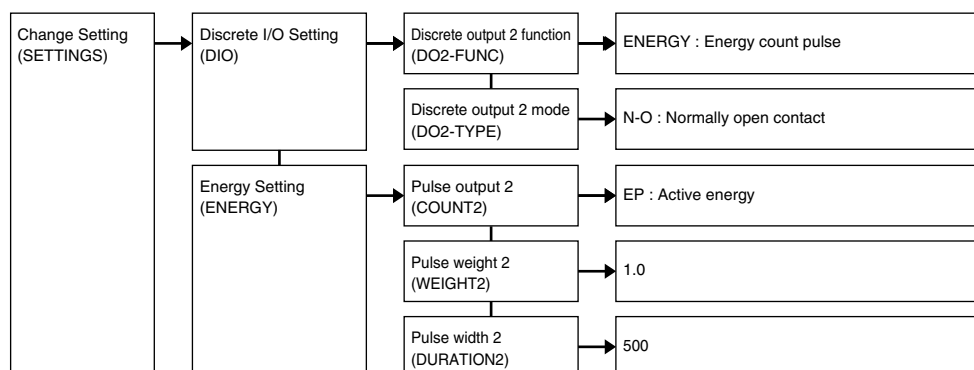 Change Setting
(SETTINGS)
Discrete I/O Setting
(DIO)
Discrete output 2 function
(DO2-FUNC)
ENERGY : Energy count pulse
Discrete output 2 mode
(DO2-TYPE)
N-O : Normally open contact
Energy Setting
(ENERGY)
Pulse output 2
(COUNT2)
EP : Active energy
Pulse weight 2
(WEIGHT2)
1.0
Pulse width 2
(DURATION2)
500